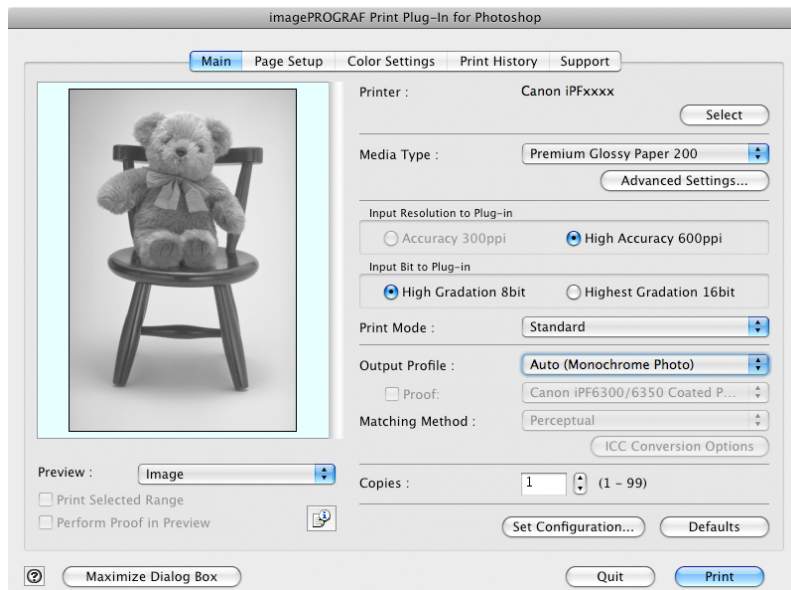 imagePROGRAF Print Plug-In for Photoshop
Main Page Setup Color Settings Print History Support
Printer : Canon iPFxxxx
Select
Media Type : Premium Glossy Paper 200
Advanced Settings...
Input Resolution to Plug-in
Accuracy 300ppi High Accuracy 600ppi
Input Bit to Plug-in
High Gradation 8bit Highest Gradation 16bit
Print Mode : Standard
Output Profile : Auto (Monochrome Photo)
Proof: Canon iPF6300/6350 Coated P...
Matching Method : Perceptual
ICC Conversion Options
Preview : Image
Print Selected Range
Perform Proof in Preview
Copies : 1 (1 - 99)
Set Configuration... Defaults
? Maximize Dialog Box Quit Print